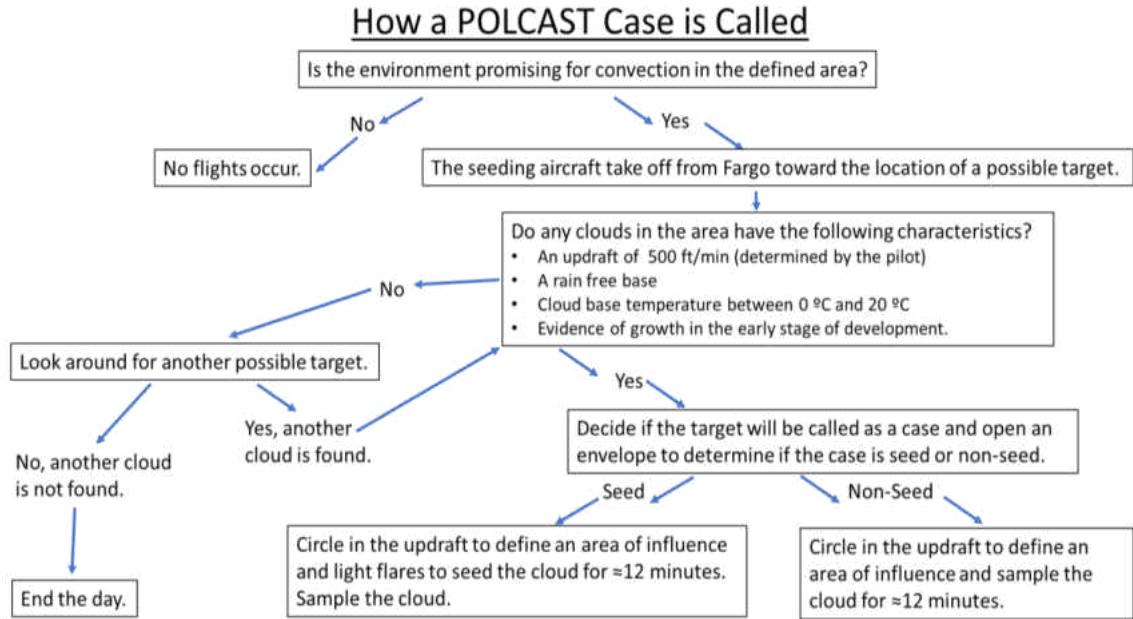 How a POLCAST Case is Called
Is the environment promising for convection in the defined area?
No
Yes
No flights occur.
The seeding aircraft take off from Fargo toward the location of a possible target.
Do any clouds in the area have the following characteristics?
• An updraft of 500 ft/min (determined by the pilot)
• A rain free base
• Cloud base temperature between 0 ºC and 20 ºC
• Evidence of growth in the early stage of development.
No
Look around for another possible target.
Yes
Yes, another
cloud is found.
No, another cloud
is not found.
Decide if the target will be called as a case and open an
envelope to determine if the case is seed or non-seed.
Seed
Non-Seed
End the day.
Circle in the updraft to define an area of influence
and light flares to seed the cloud for ≈12 minutes.
Sample the cloud.
Circle in the updraft to define an
area of influence and sample the
cloud for ≈12 minutes.